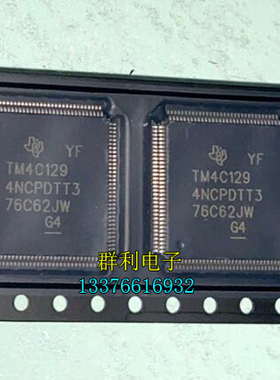 YF
TM4C129
4NCPDTT3
76C62JW
G4
YF
TM4C129
4NCPDTT3
76C62JW
G4
群利电子
13376616932